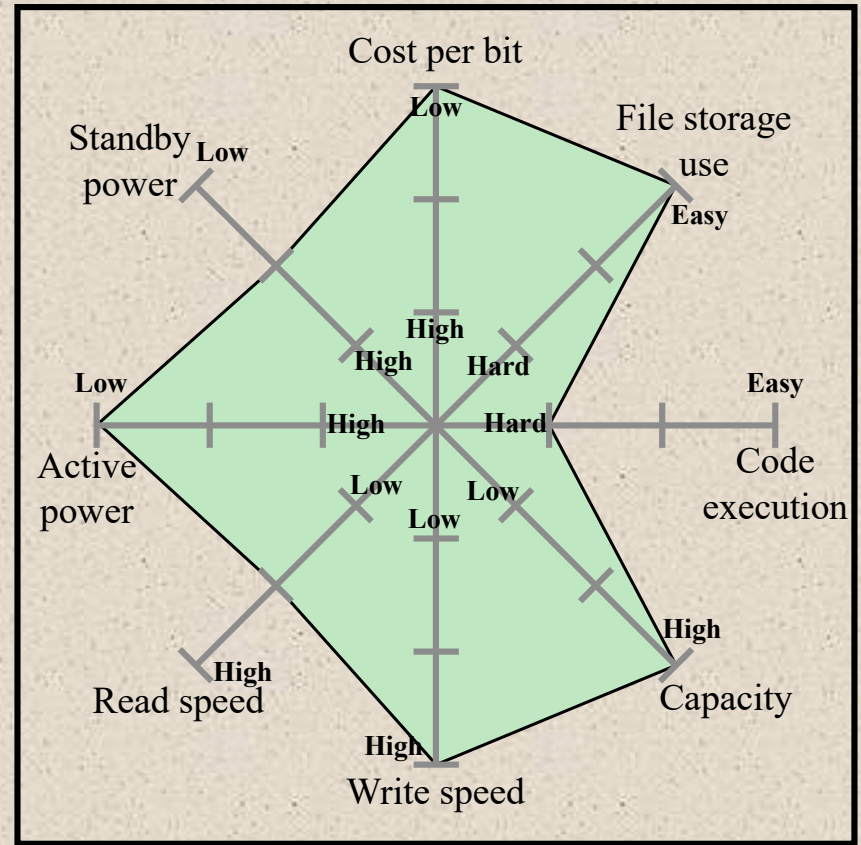 Cost per bit
Low
File storage
use
Standby
power
Low
Easy
High
High
Hard
Low
High
Hard
Easy
Active
power
Code
execution
Low
Low
Low
High
High
Read speed
Capacity
High
Write speed